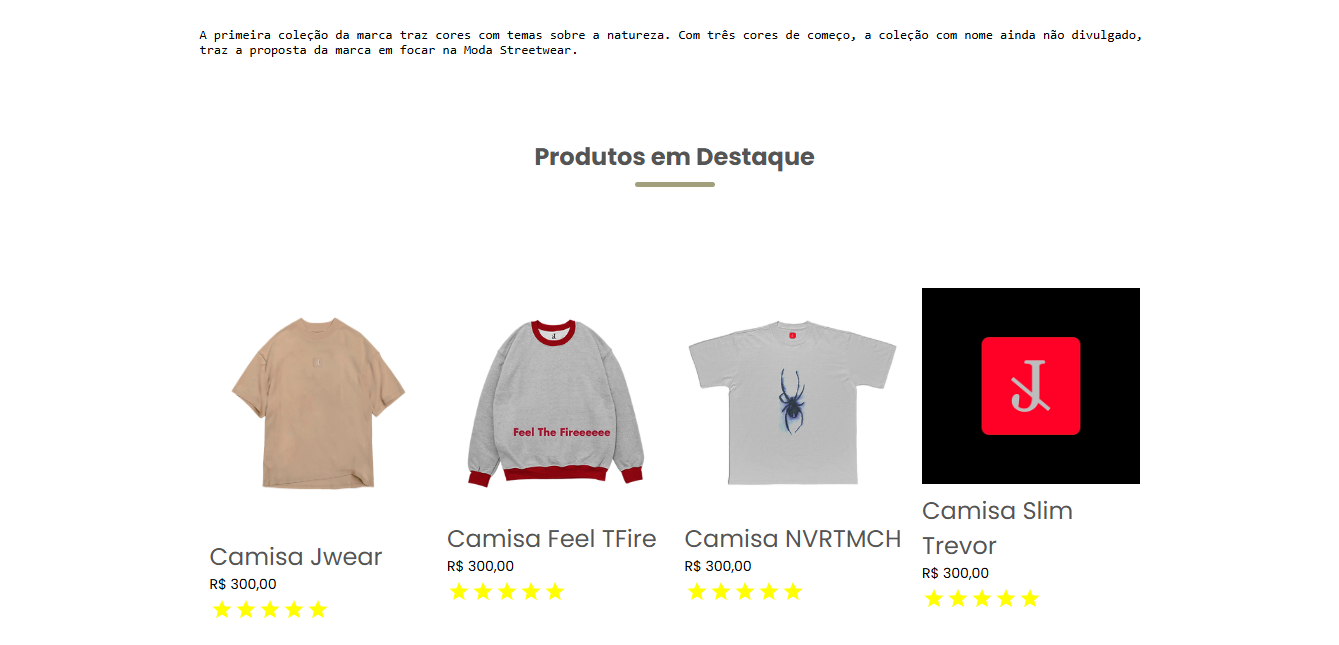 A primeira coleção da marca traz cores com temas sobre a natureza. Com três cores de começo, a coleção com nome ainda não divulgado,
traz a proposta da marca em focar na Moda Streetwear.
Produtos em Destaque
Feel The Fireeeeee
J
Camisa Jwear
R$ 300,00
Camisa Feel TFire
R$ 300,00
Camisa NVRTMCH
R$ 300,00
Camisa Slim
Trevor
R$ 300,00